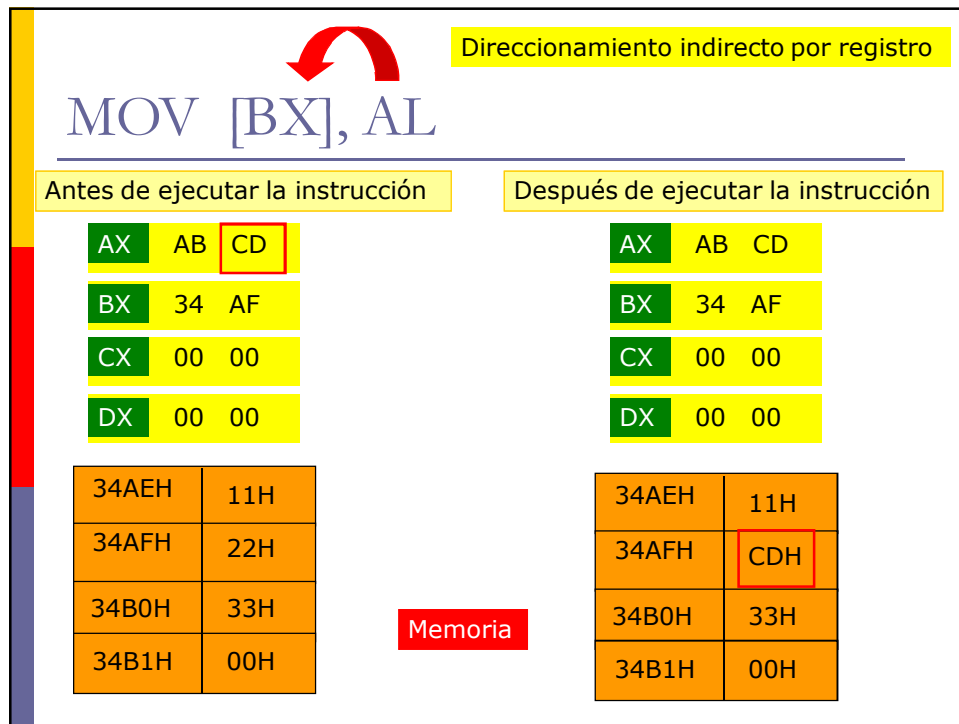 Direccionamiento indirecto por registro
MOV [BX], AL
Antes de ejecutar la instrucción
AX AB CD
BX 34 AF
CX 00 00
DX 00 00
34AEH 11H
34AFH 22H
34B0H 33H
34B1H 00H
Memoria
Después de ejecutar la instrucción
AX AB CD
BX 34 AF
CX 00 00
DX 00 00
34AEH 11H
34AFH CDH
34B0H 33H
34B1H 00H